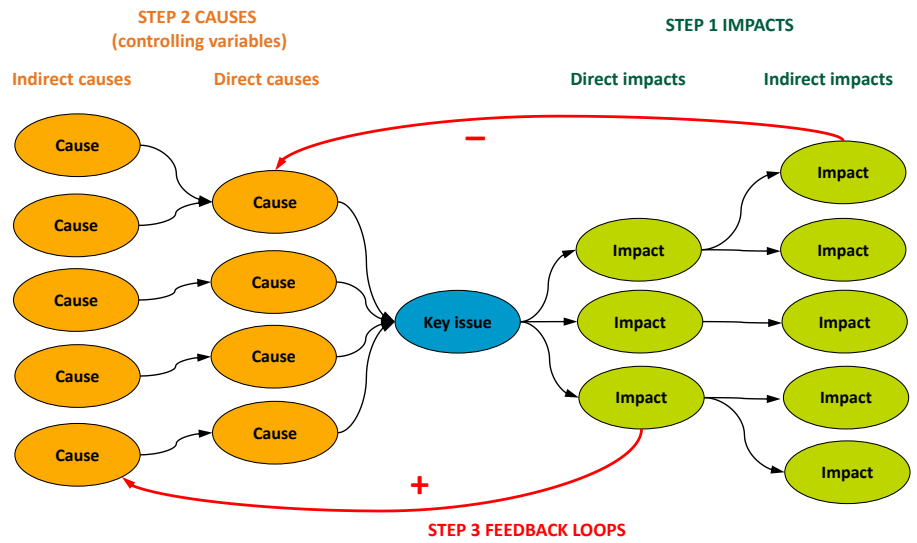 STEP 2 CAUSES
(controlling variables)
STEP 1 IMPACTS
Indirect causes
Direct causes
Direct impacts
Indirect impacts
Cause
Cause
Cause
Cause
Cause
Cause
Cause
Cause
Cause
Key issue
Impact
Impact
Impact
Impact
Impact
Impact
Impact
Impact
−
+
STEP 3 FEEDBACK LOOPS